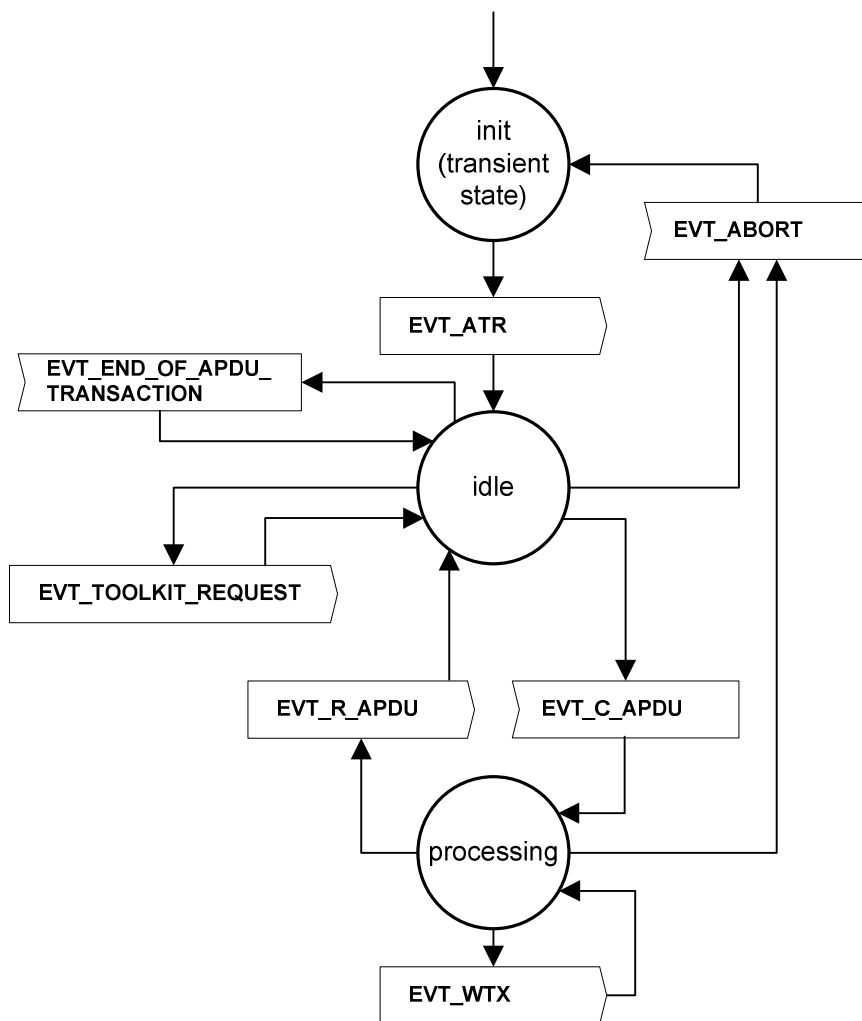 init
(transient
state)
EVT_ABORT
EVT_ATR
EVT_END_OF_APDU_
TRANSACTION
idle
EVT_TOOLKIT_REQUEST
EVT_R_APDU
EVT_C_APDU
processing
EVT_WTX